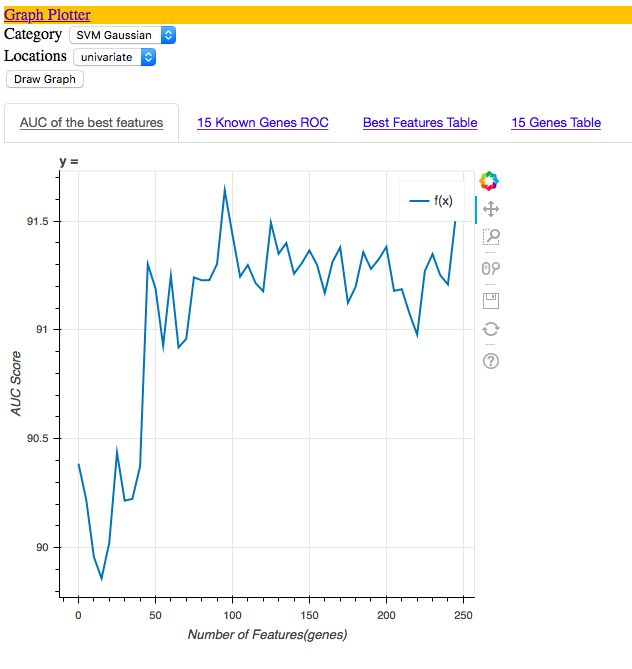 Graph Plotter
Category SVM Gaussian
Locations univariate
Draw Graph
AUC of the best features 15 Known Genes ROC Best Features Table 15 Genes Table
y =
f(x)
91.5
91
90.5
90
AUC Score
0 50 100 150 200 250
Number of Features(genes)